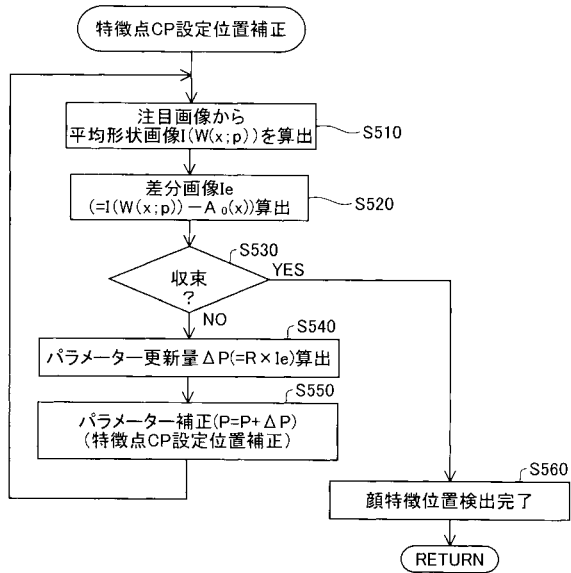 特徴点CP設定位置補正
注目画像から
平均形状画像I(W(x;p))を算出
S510
差分画像Ie
(=I(W(x;p))-A₀(x))算出
S520
S530
収束
?
YES
NO
S540
パラメーター更新量ΔP(=R×Ie)算出
S550
パラメーター補正(P=P+ΔP)
(特徴点CP設定位置補正)
S560
顔特徴位置検出完了
RETURN